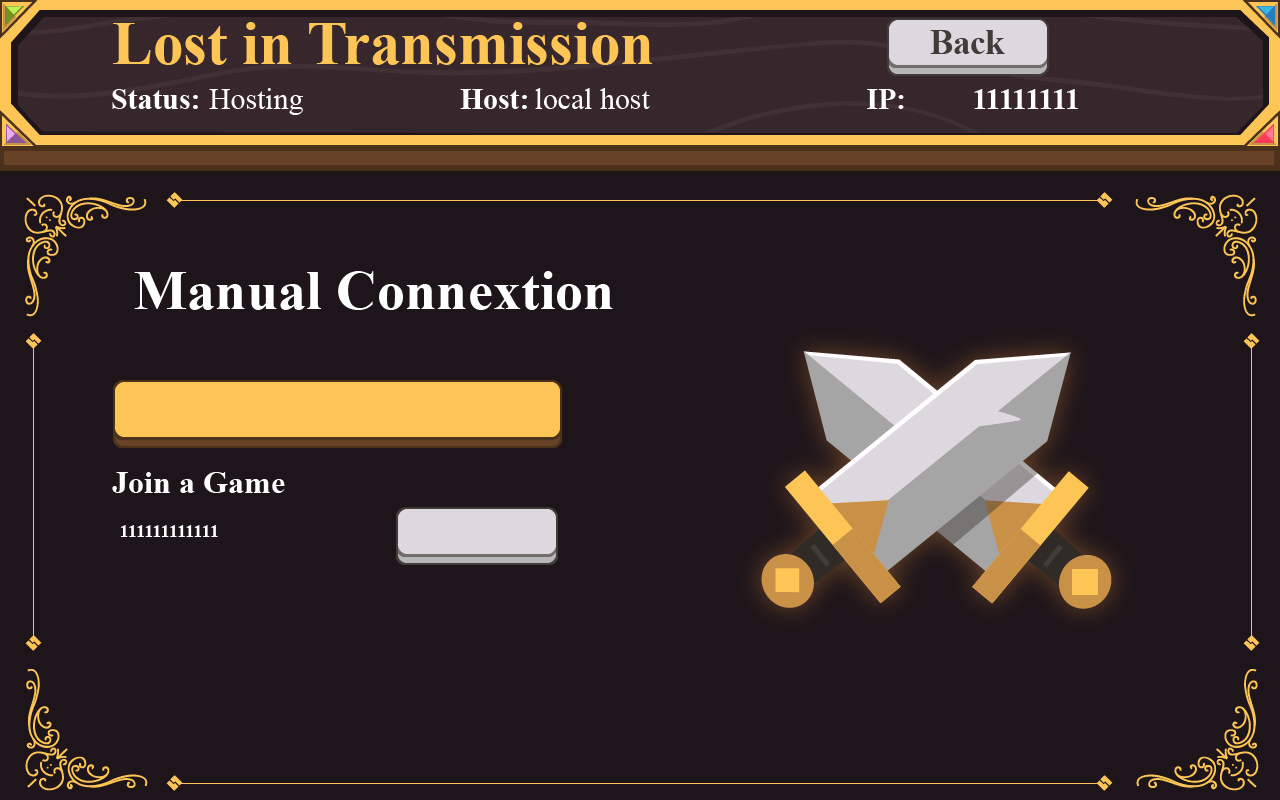 Lost in Transmission
Back
Status: Hosting
Host: local host
IP: 11111111
Manual Connextion
Join a Game
111111111111